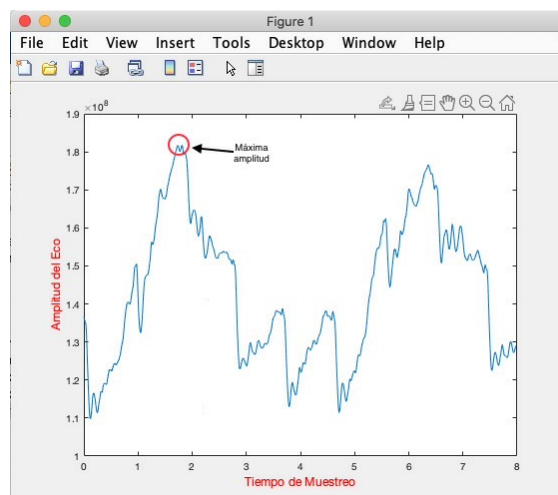 Figure 1
File Edit View Insert Tools Desktop Window Help
×10⁸
1.9
1.8
1.7
1.6
1.5
1.4
1.3
1.2
1.1
1
Amplitud del Eco
Máxima
amplitud
0 1 2 3 4 5 6 7 8
Tiempo de Muestreo